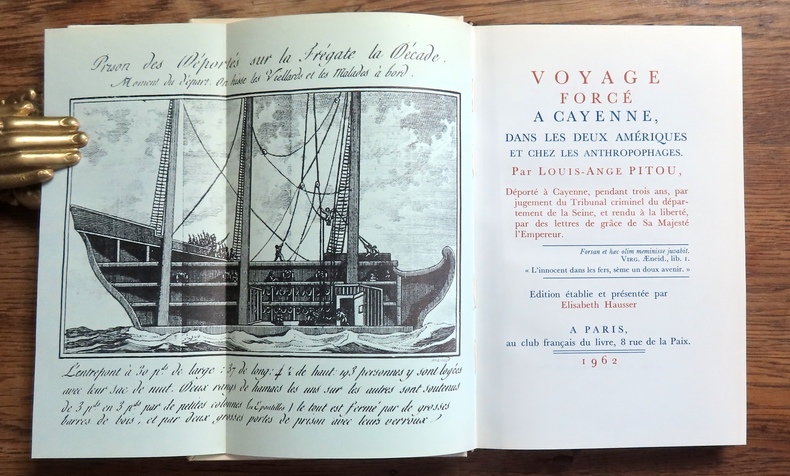 Prison des Déportés sur la Frégate la Décade.
Moment du départ. On hisse les Vieillards et les Malades à bord.
L'entrepont à 30 pds de large : 37 de long : 4 ½ de haut 193 personnes y sont logées
avec leur sac de nuit. Deux rangs de hamacs les uns sur les autres sont soutenus
de 3 pds en 3 pds par de petites colonnes (ou Epontilles) le tout est fermé par de grosses
barres de bois, et par deux grosses portes de prison avec leurs verroux.
VOYAGE
FORCÉ
A CAYENNE,
DANS LES DEUX AMÉRIQUES
ET CHEZ LES ANTHROPOPHAGES.
Par LOUIS-ANGE PITOU,
Déporté à Cayenne, pendant trois ans, par
jugement du Tribunal criminel du dépar-
tement de la Seine, et rendu à la liberté,
par des lettres de grâce de Sa Majesté
l'Empereur.
Forsan et hæc olim meminisse juvabit.
VIRG. Æneid., lib. 1.
« L'innocent dans les fers, sème un doux avenir. »
Edition établie et présentée par
Elisabeth Hausser
A PARIS,
au club français du livre, 8 rue de la Paix.
1962